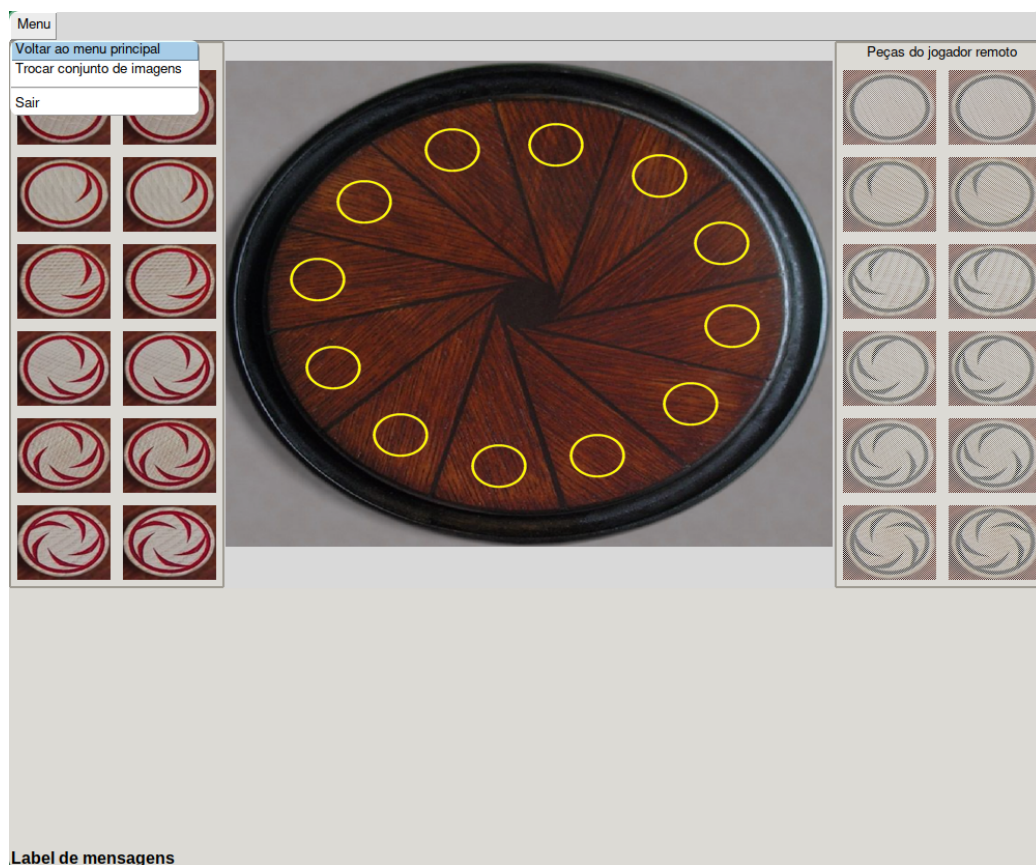 Menu
Voltar ao menu principal
Trocar conjunto de imagens
Sair
Peças do jogador remoto
Label de mensagens